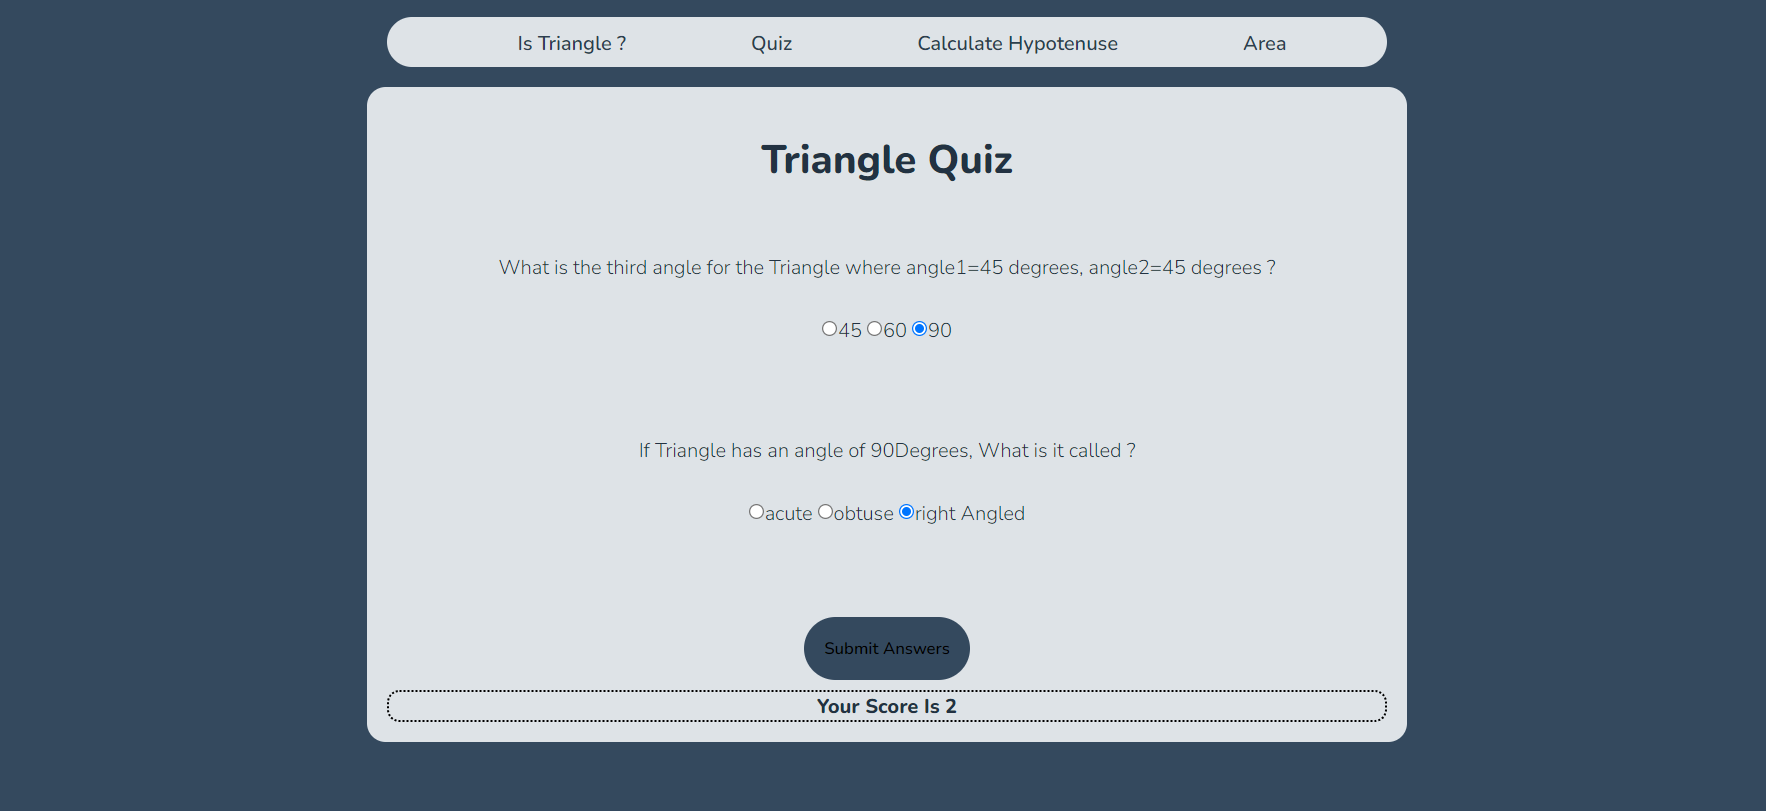 Is Triangle ? Quiz Calculate Hypotenuse Area
Triangle Quiz
What is the third angle for the Triangle where angle1=45 degrees, angle2=45 degrees ?
45 60 90
If Triangle has an angle of 90Degrees, What is it called ?
acute obtuse right Angled
Submit Answers
Your Score Is 2